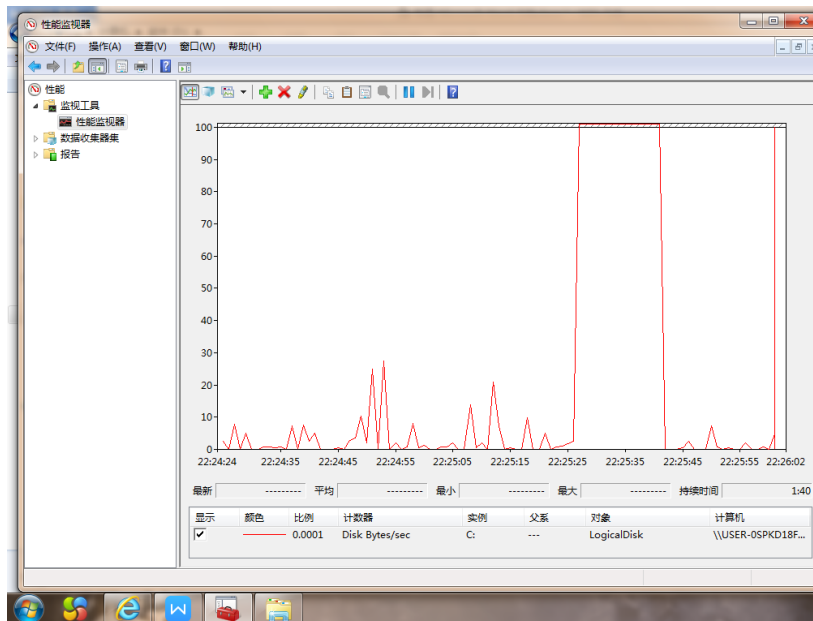 性能监视器
文件(F) 操作(A) 查看(V) 窗口(W) 帮助(H)
性能
监视工具
性能监视器
数据收集器集
报告
100
90
80
70
60
50
40
30
20
10
0
22:24:24 22:24:35 22:24:45 22:24:55 22:25:05 22:25:15 22:25:25 22:25:35 22:25:45 22:25:55 22:26:02
最新 --------- 平均 --------- 最小 --------- 最大 --------- 持续时间 1:40
显示 颜色 比例 计数器 实例 父系 对象 计算机
0.0001 Disk Bytes/sec C: --- LogicalDisk \\USER-0SPKD18F...